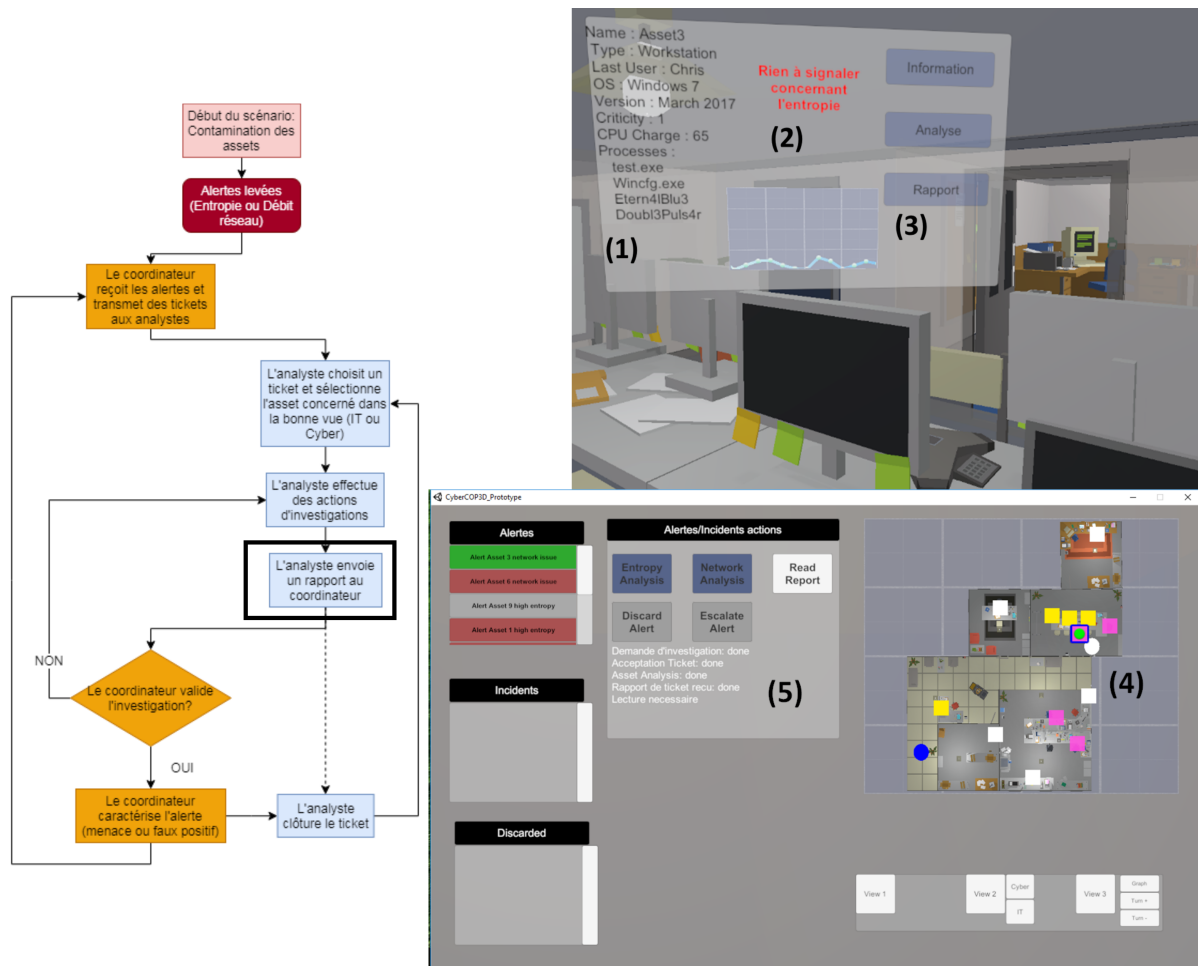 Début du scénario:
Contamination des
assets
Alertes levées
(Entropie ou Débit
réseau)
Le coordinateur
reçoit les alertes et
transmet des tickets
aux analystes
L'analyste choisit un
ticket et sélectionne
l'asset concerné dans
la bonne vue (IT ou
Cyber)
L'analyste effectue
des actions
d'investigations
L'analyste envoie
un rapport au
coordinateur
NON
Le coordinateur valide
l'investigation?
OUI
Le coordinateur
caractérise l'alerte
(menace ou faux positif)
L'analyste
clôture le ticket
Name : Asset3
Type : Workstation
Last User : Chris
OS : Windows 7
Version : March 2017
Criticity : 1
CPU Charge : 65
Processes :
test.exe
Wincfg.exe
Etern4lBlu3
Doubl3Puls4r
(1)
Rien à signaler
concernant
l'entropie
(2)
Information
Analyse
Rapport
(3)
CyberCOP3D_Prototype
Alertes
Alert Asset 3 network issue
Alert Asset 6 network issue
Alert Asset 9 high entropy
Alert Asset 1 high entropy
Incidents
Discarded
Alertes/Incidents actions
Entropy
Analysis
Network
Analysis
Read
Report
Discard
Alert
Escalate
Alert
Demande d'investigation: done
Acceptation Ticket: done
Asset Analysis: done
Rapport de ticket recu: done
Lecture necessaire
(5)
(4)
View 1
View 2
Cyber
IT
View 3
Graph
Turn +
Turn -